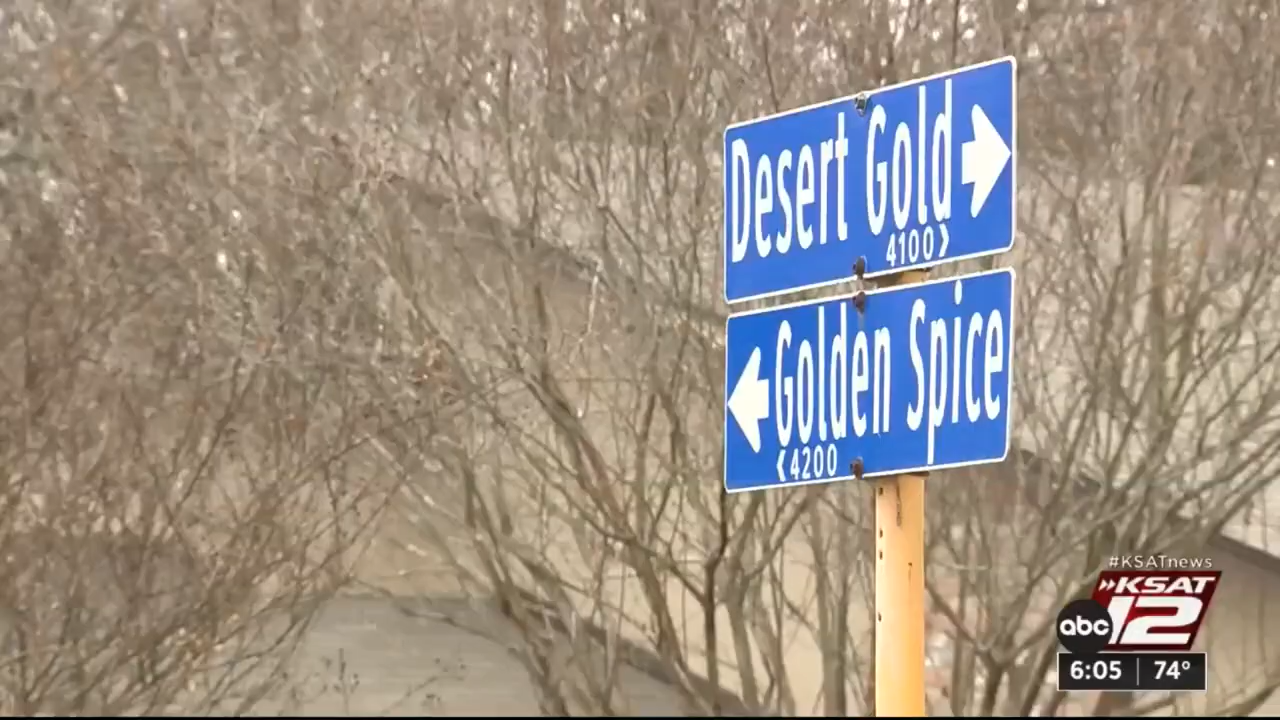 Desert Gold
4100
Golden Spice
4200
#KSATnews
KSAT
abc 12
6:05 74°